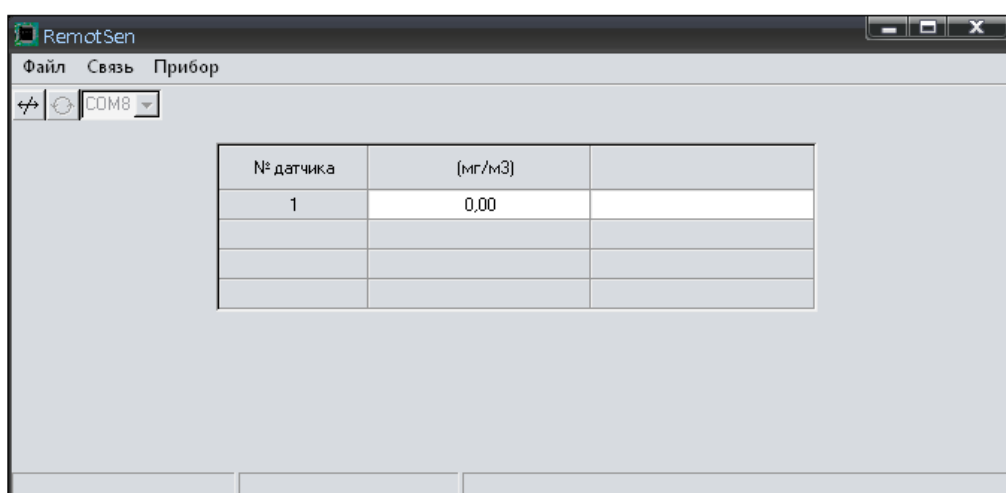 RemotSen
Файл Связь Прибор
COM8
№ датчика (мг/м3)
1 0,00